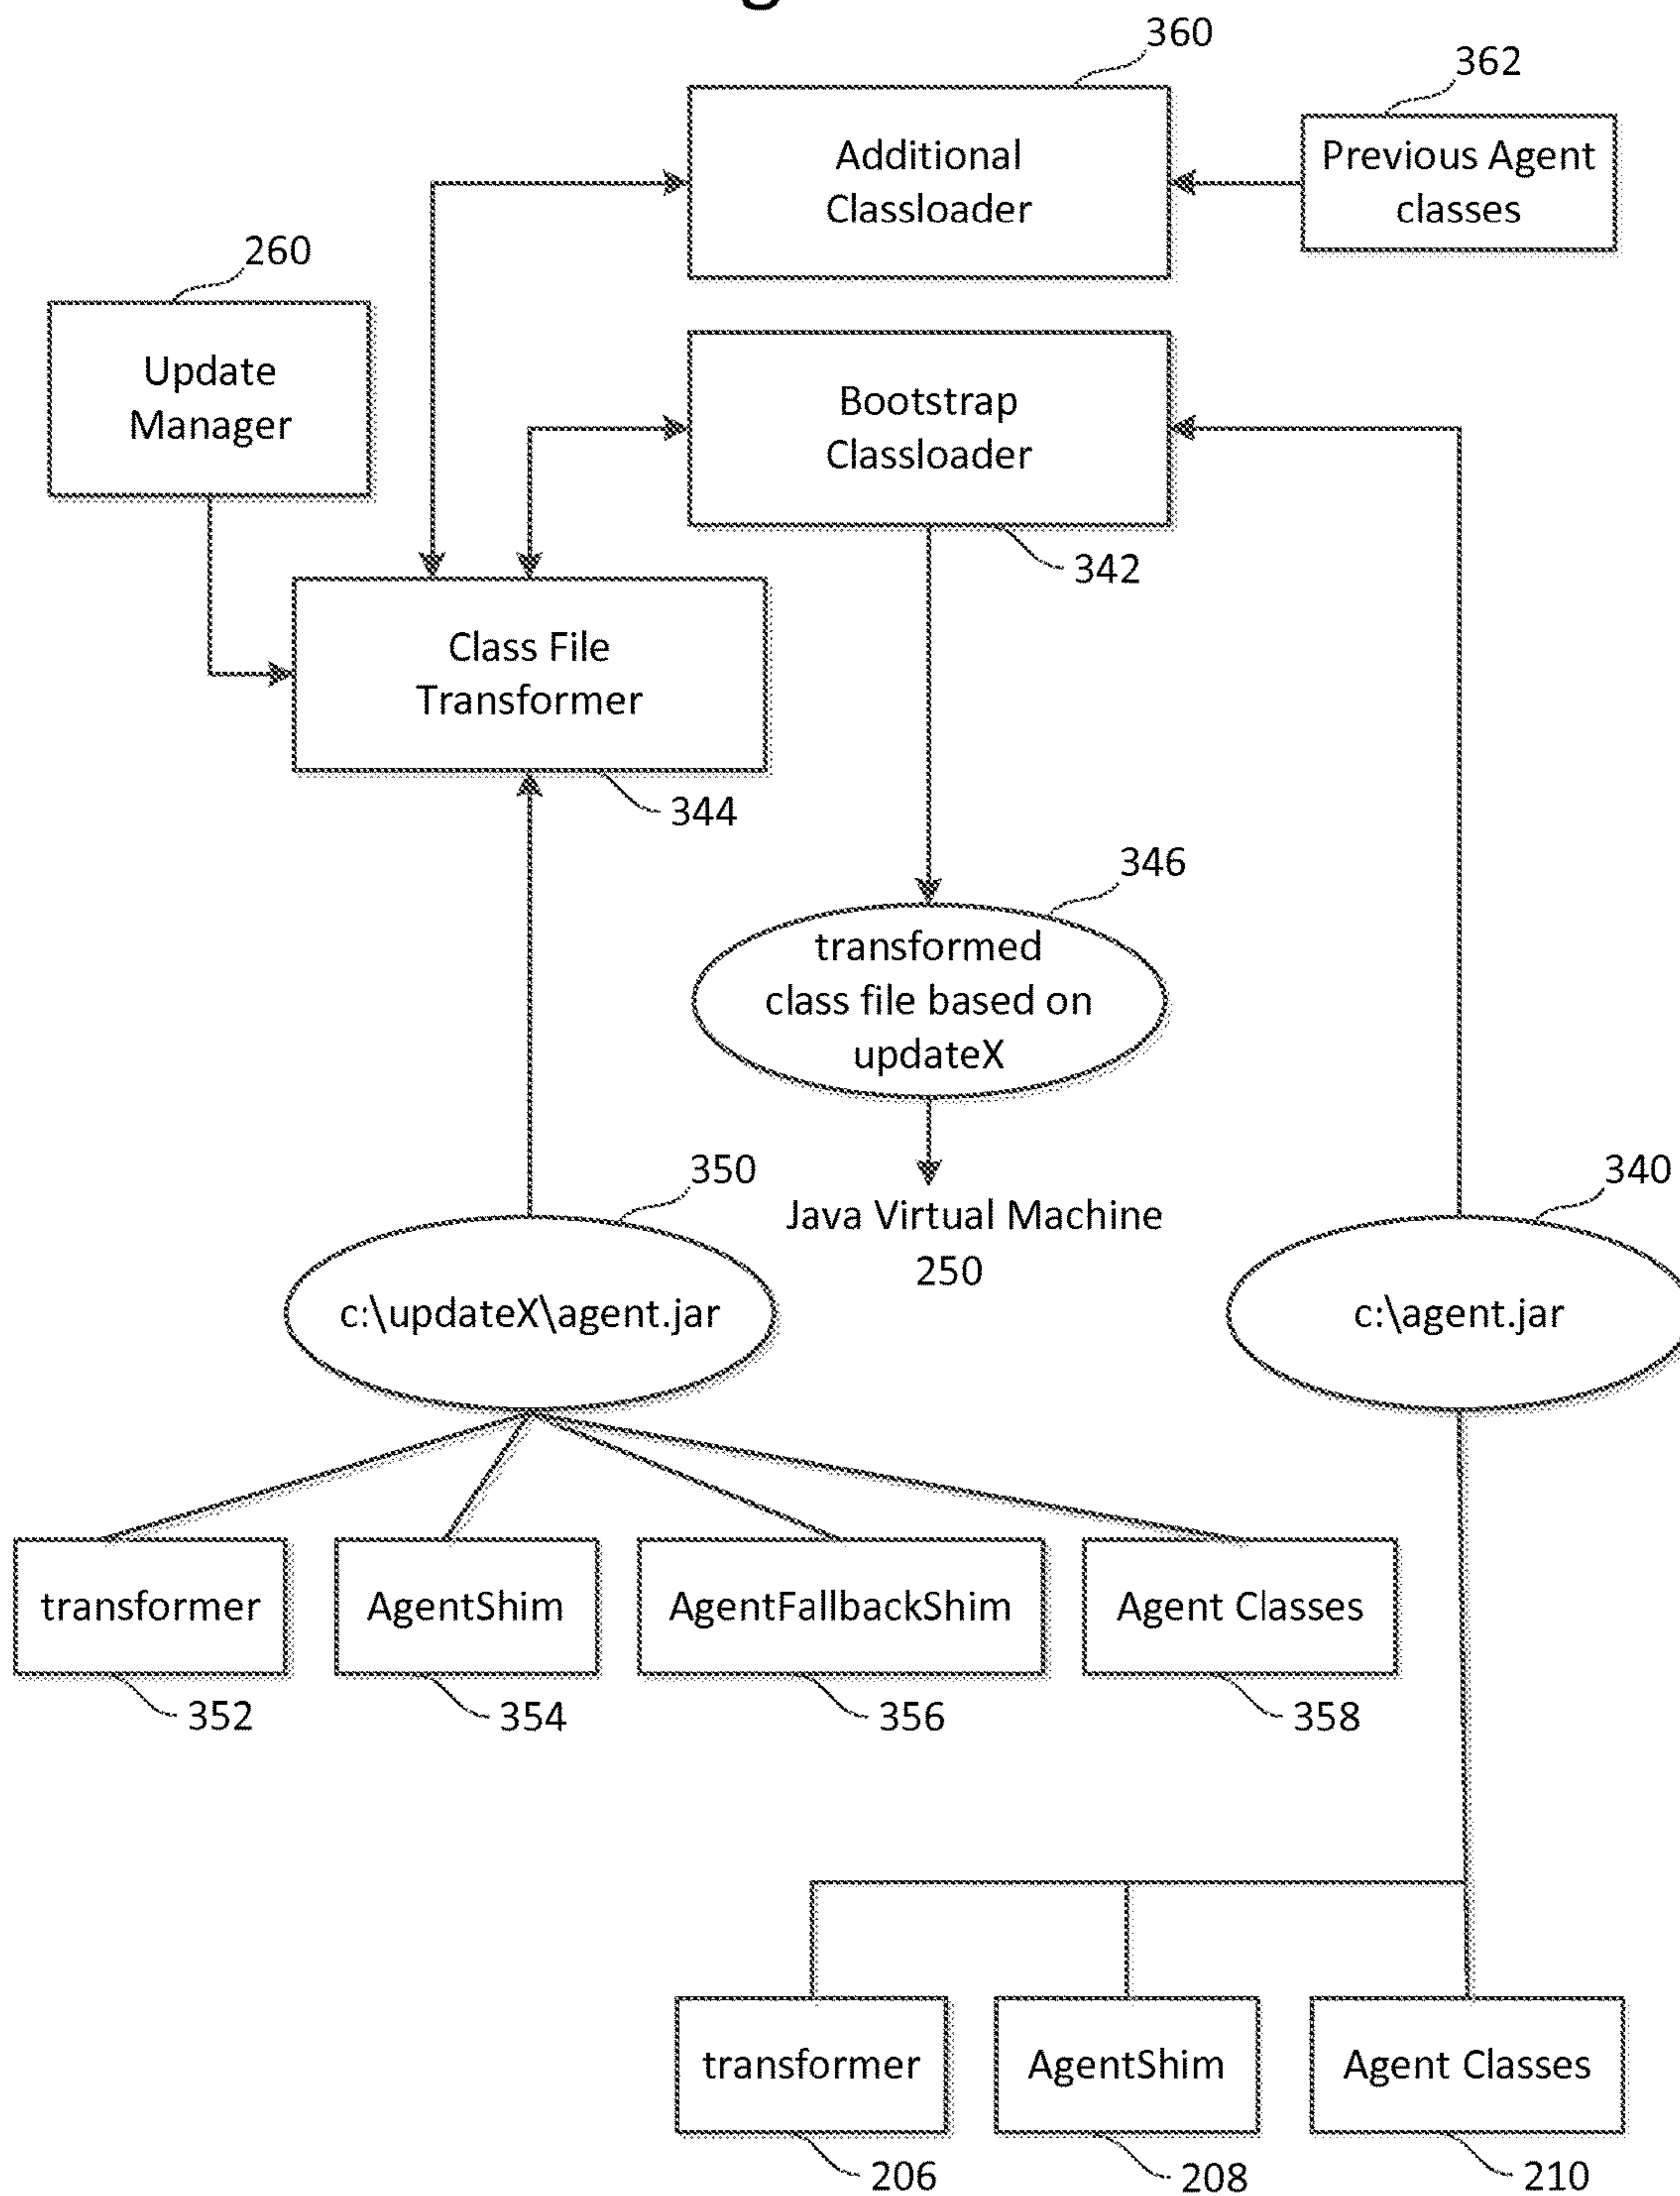 360
362
Additional
Classloader
Previous Agent
classes
260
Update
Manager
Bootstrap
Classloader
342
Class File
Transformer
344
346
transformed
class file based on
updateX
350
Java Virtual Machine
250
340
c:\updateX\agent.jar
c:\agent.jar
transformer
AgentShim
AgentFallbackShim
Agent Classes
352
354
356
358
transformer
AgentShim
Agent Classes
206
208
210